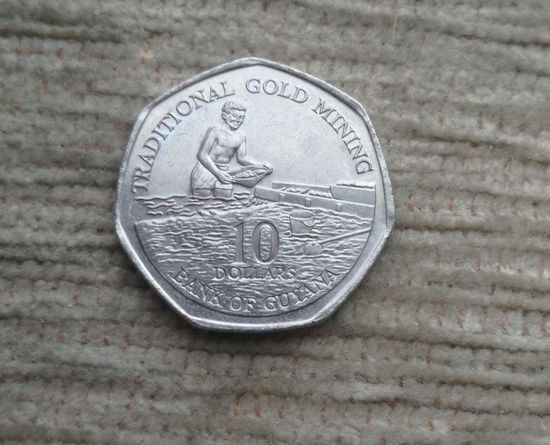 TRADITIONAL GOLD MINING
10
DOLLARS
BANK OF GUYANA